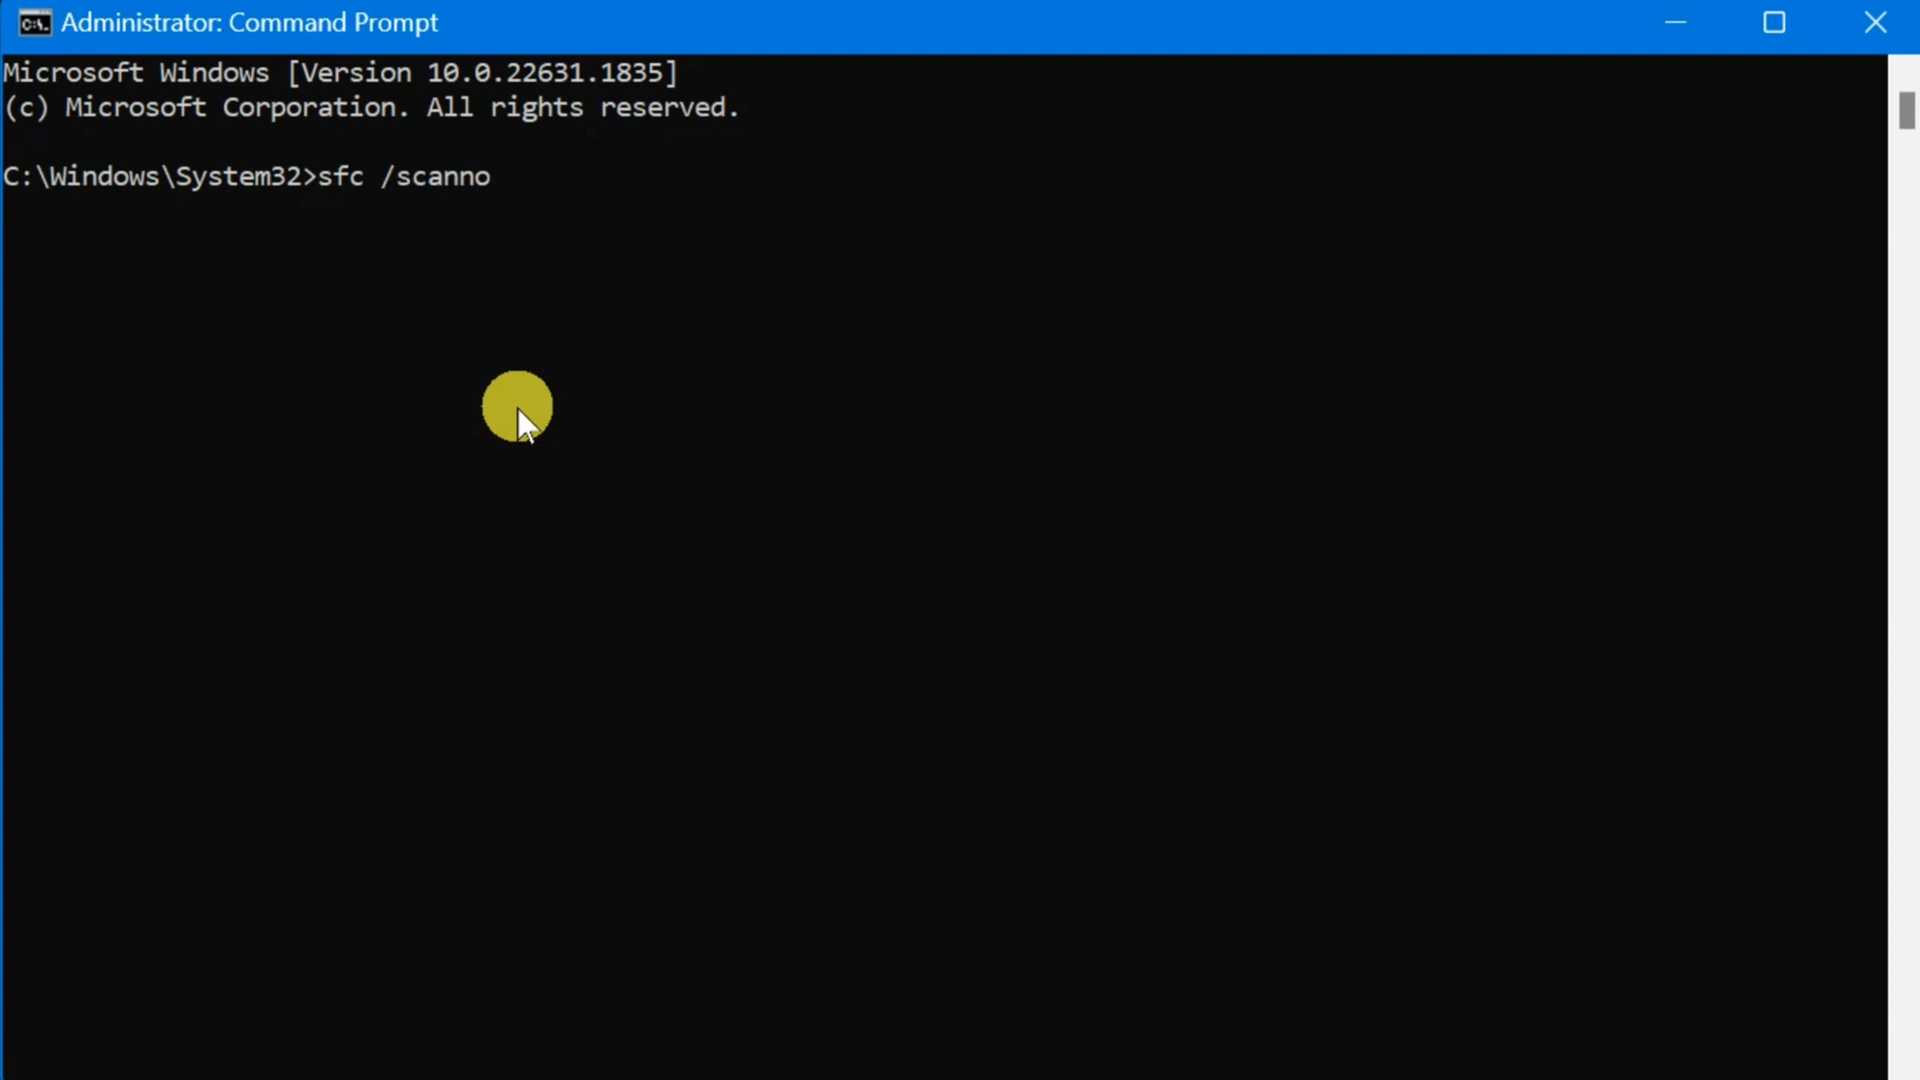 Administrator: Command Prompt
Microsoft Windows [Version 10.0.22631.1835]
(c) Microsoft Corporation. All rights reserved.
C:\Windows\System32>sfc /scanno